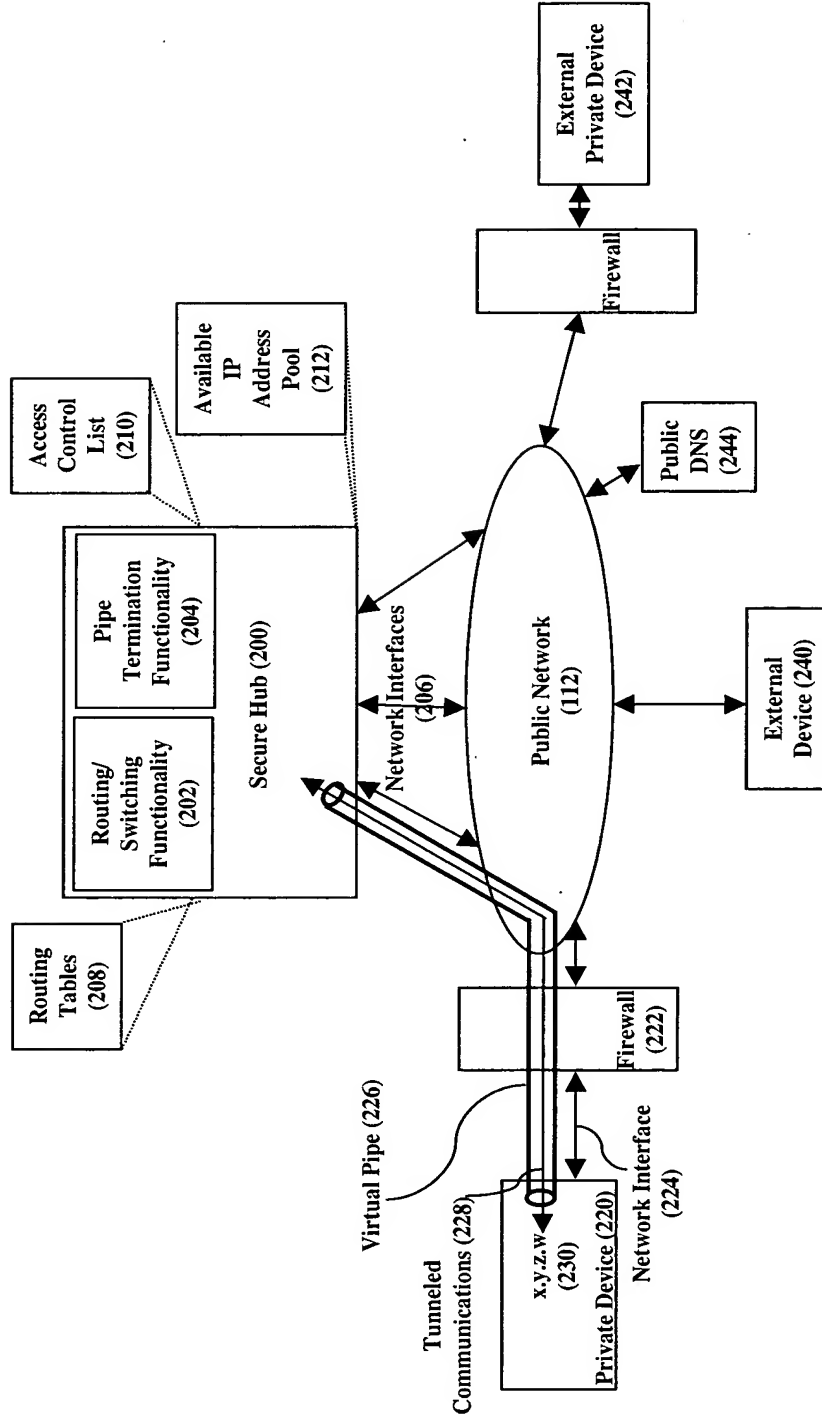 Routing
Tables
(208)
Access
Control
List
(210)
Available
IP
Address
Pool
(212)
Routing/
Switching
Functionality
(202)
Pipe
Termination
Functionality
(204)
Secure Hub (200)
Network Interfaces
(206)
Virtual Pipe (226)
Tunneled
Communications (228)
x.y.z.w
(230)
Private Device (220)
Network Interface
(224)
Firewall
(222)
Public Network
(112)
External
Device (240)
Public
DNS
(244)
Firewall
External
Private Device
(242)